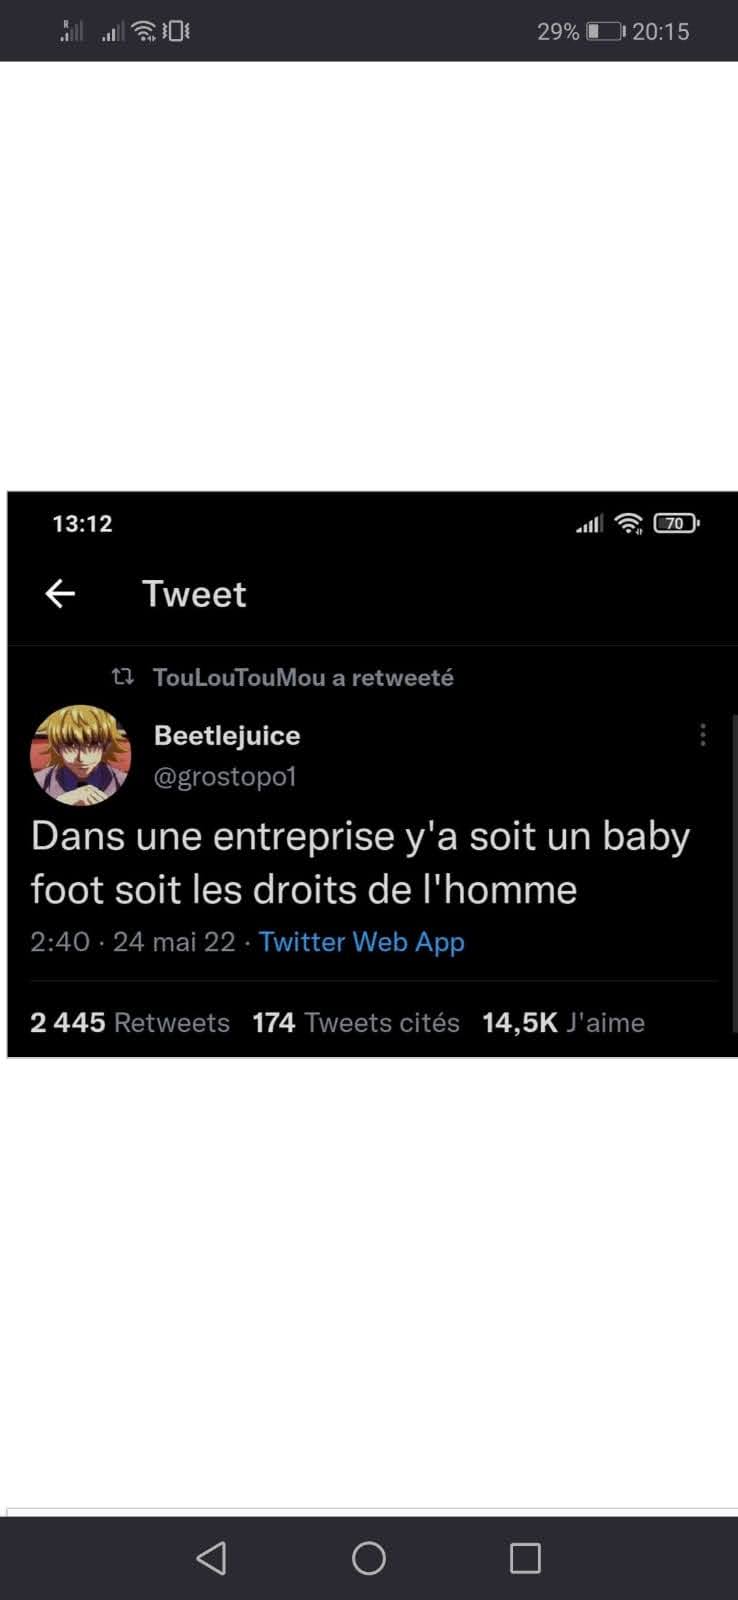 R
29% 20:15
13:12
70
Tweet
TouLouTouMou a retweeté
Beetlejuice
@grostopo1
Dans une entreprise y'a soit un baby
foot soit les droits de l'homme
2:40 · 24 mai 22 · Twitter Web App
2 445 Retweets 174 Tweets cités 14,5K J'aime